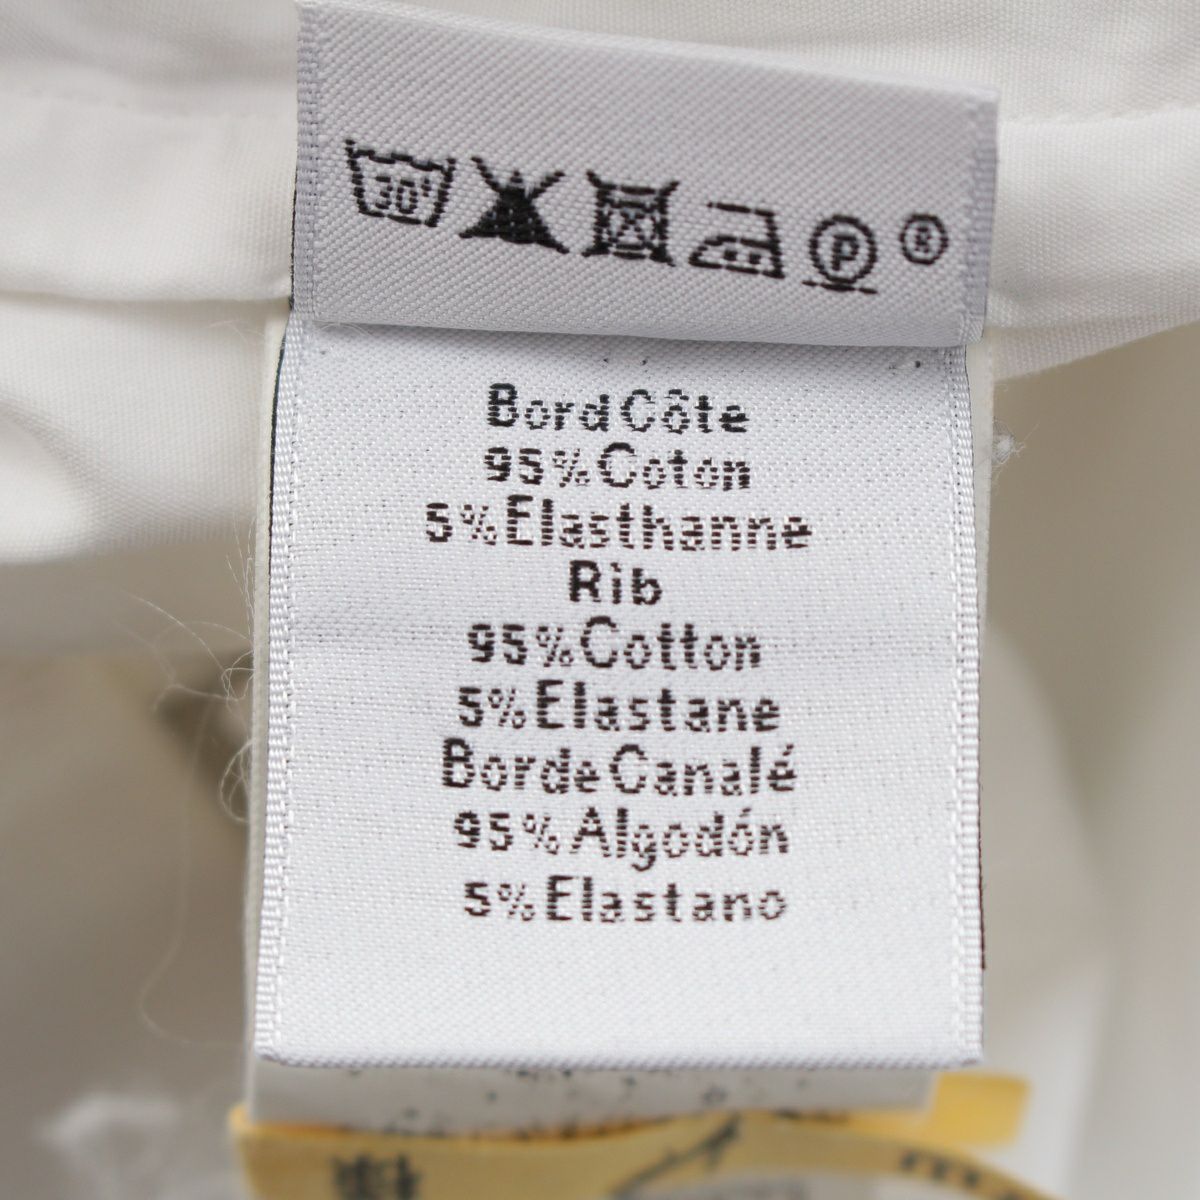 30°
P ®
Bord Côte
95% Coton
5% Elasthanne
Rib
95% Cotton
5% Elastane
Borde Canalé
95% Algodón
5% Elastano